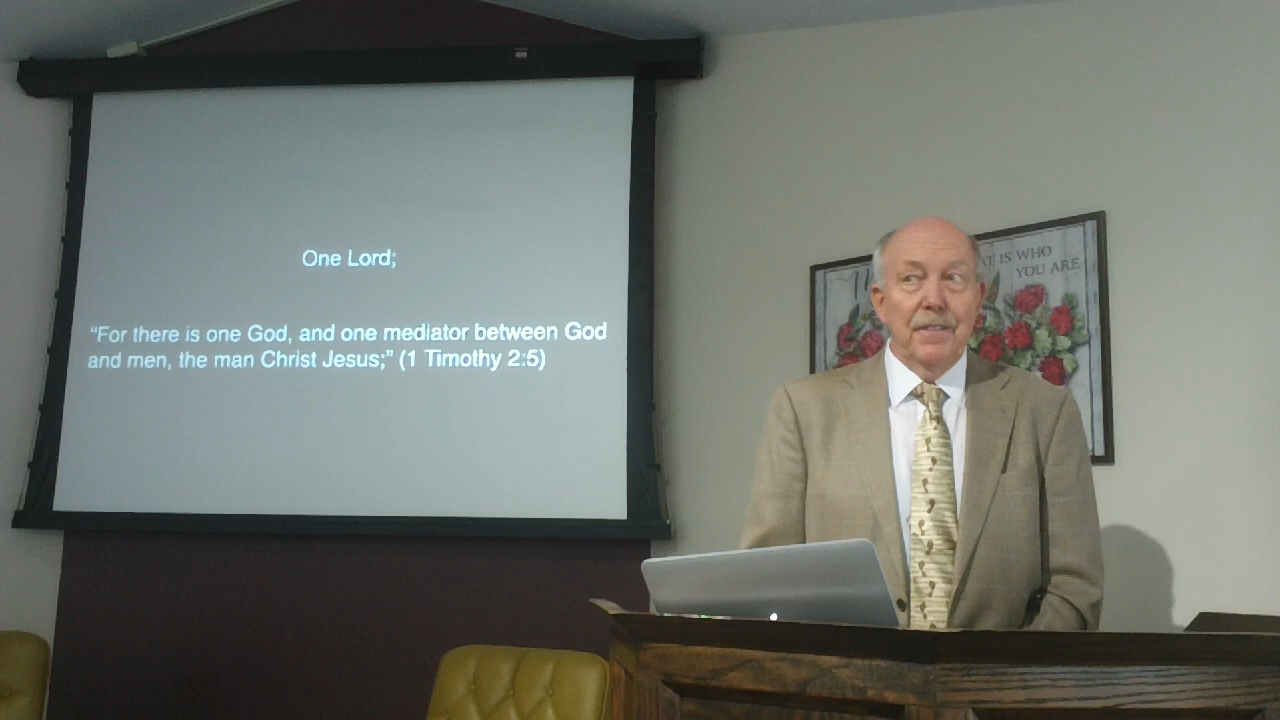 One Lord;
“For there is one God, and one mediator between God
and men, the man Christ Jesus;” (1 Timothy 2:5)
IS WHO
YOU ARE